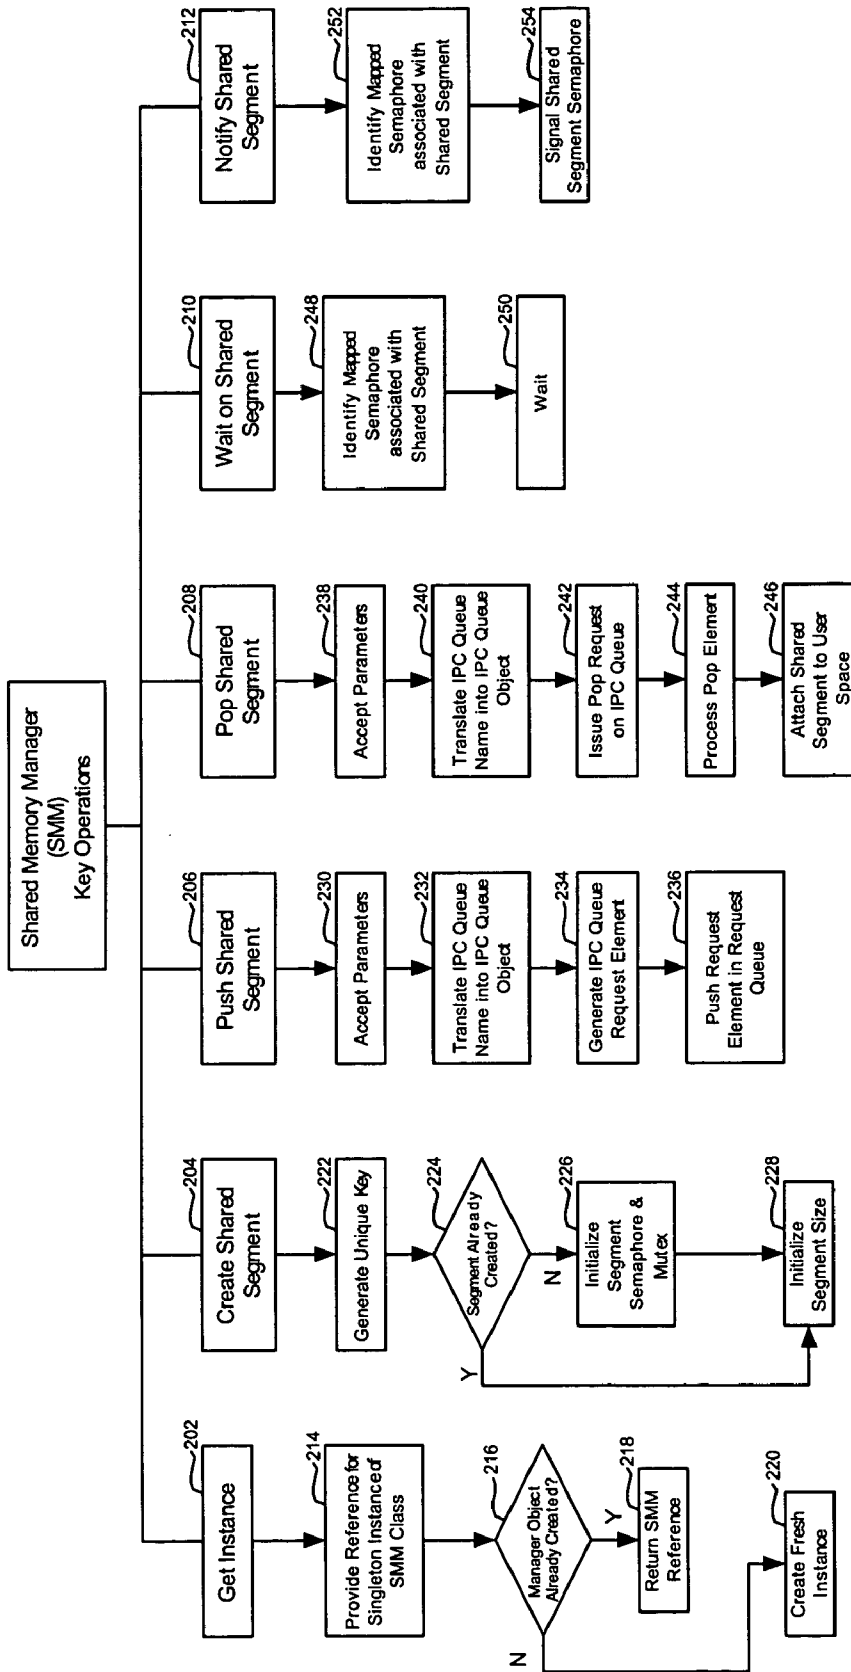 Shared Memory Manager
(SMM)
Key Operations
202
Get Instance
214
Provide Reference for
Singleton Instance of
SMM Class
216
Manager Object
Already Created?
Y
218
Return SMM
Reference
N
220
Create Fresh
Instance
204
Create Shared
Segment
222
Generate Unique Key
224
Segment Already
Created?
Y
N
226
Initialize
Segment
Semaphore &
Mutex
228
Initialize
Segment Size
206
Push Shared
Segment
230
Accept Parameters
232
Translate IPC Queue
Name into IPC Queue
Object
234
Generate IPC Queue
Request Element
236
Push Request
Element in Request
Queue
208
Pop Shared
Segment
238
Accept Parameters
240
Translate IPC Queue
Name into IPC Queue
Object
242
Issue Pop Request
on IPC Queue
244
Process Pop Element
246
Attach Shared
Segment to User
Space
210
Wait on Shared
Segment
248
Identify Mapped
Semaphore
associated with
Shared Segment
250
Wait
212
Notify Shared
Segment
252
Identify Mapped
Semaphore
associated with
Shared Segment
254
Signal Shared
Segment Semaphore